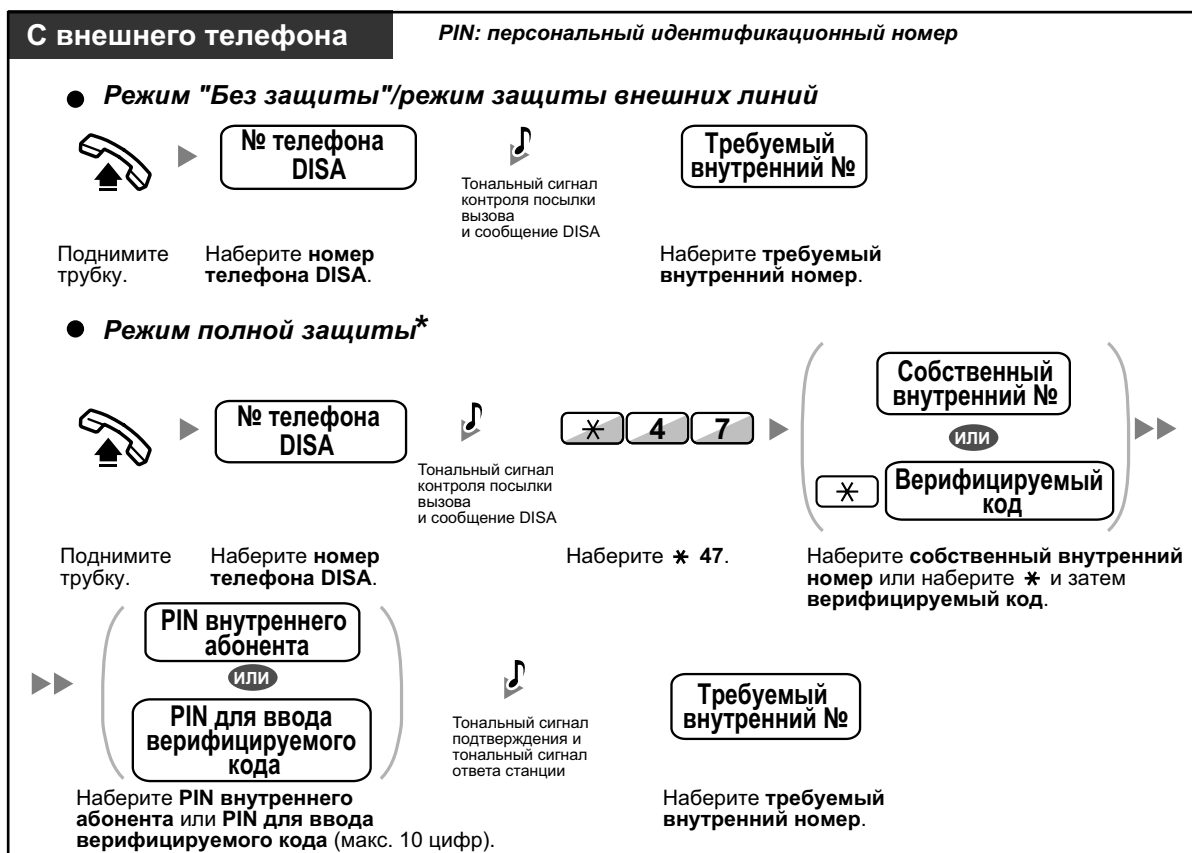 С внешнего телефона
PIN: персональный идентификационный номер
● Режим "Без защиты"/режим защиты внешних линий
№ телефона
DISA
Тональный сигнал
контроля посылки
вызова
и сообщение DISA
Требуемый
внутренний №
Поднимите
трубку.
Наберите номер
телефона DISA.
Наберите требуемый
внутренний номер.
● Режим полной защиты*
№ телефона
DISA
Тональный сигнал
контроля посылки
вызова
и сообщение DISA
* 4 7
Собственный
внутренний №
или
* Верифицируемый
код
Поднимите
трубку.
Наберите номер
телефона DISA.
Наберите * 47.
Наберите собственный внутренний
номер или наберите * и затем
верифицируемый код.
PIN внутреннего
абонента
или
PIN для ввода
верифицируемого
кода
Тональный сигнал
подтверждения и
тональный сигнал
ответа станции
Требуемый
внутренний №
Наберите PIN внутреннего
абонента или PIN для ввода
верифицируемого кода (макс. 10 цифр).
Наберите требуемый
внутренний номер.